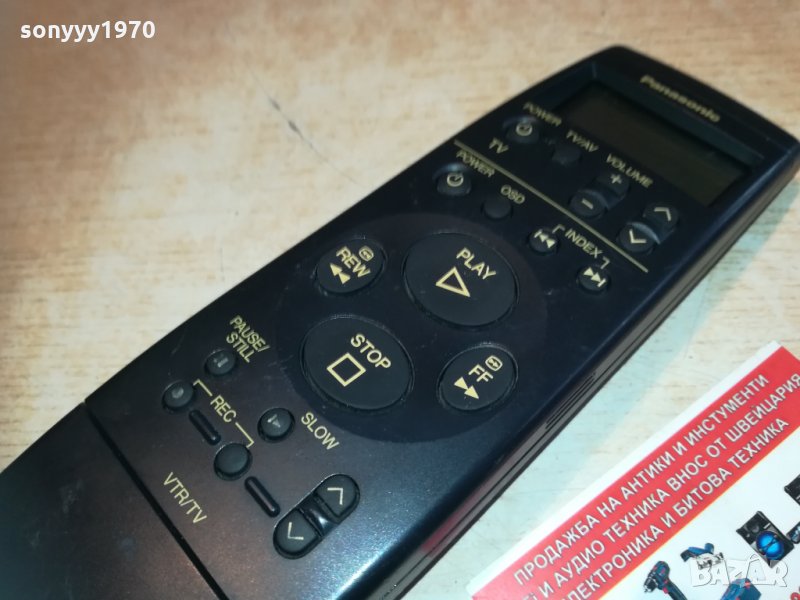 sonyyy1970
Panasonic
POWER TV/AV VOLUME
TV
+
-
POWER OSD
INDEX
REW
PLAY
STOP
FF
PAUSE/
STILL
REC
SLOW
VTR/TV
ПРОДАЖБА НА АНТИКИ И ИНСТУМЕНТИ
И АУДИО ТЕХНИКА ВНОС ОТ ШВЕЙЦАРИЯ
ЕЛЕКТРОНИКА И БИТОВА ТЕХНИКА
BAZAR